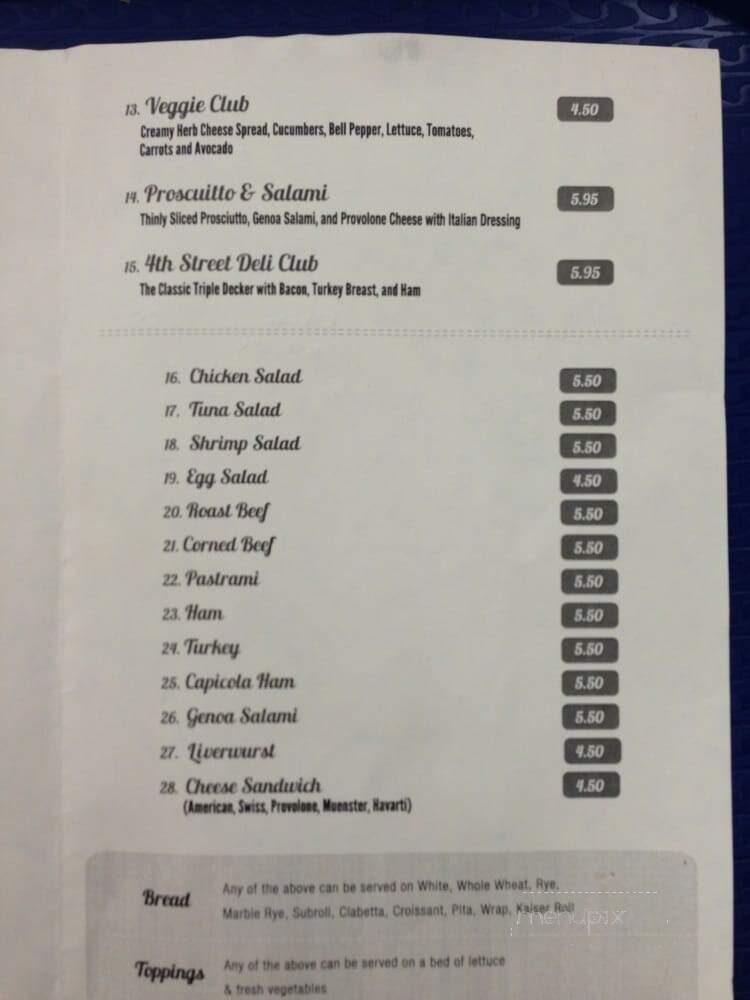 13. Veggie Club 4.50
Creamy Herb Cheese Spread, Cucumbers, Bell Pepper, Lettuce, Tomatoes,
Carrots and Avocado
14. Proscuitto & Salami 5.95
Thinly Sliced Prosciutto, Genoa Salami, and Provolone Cheese with Italian Dressing
15. 4th Street Deli Club 5.95
The Classic Triple Decker with Bacon, Turkey Breast, and Ham
16. Chicken Salad 5.50
17. Tuna Salad 5.50
18. Shrimp Salad 5.50
19. Egg Salad 4.50
20. Roast Beef 5.50
21. Corned Beef 5.50
22. Pastrami 5.50
23. Ham 5.50
24. Turkey 5.50
25. Capicola Ham 5.50
26. Genoa Salami 5.50
27. Liverwurst 4.50
28. Cheese Sandwich 4.50
(American, Swiss, Provolone, Muenster, Havarti)
Bread Any of the above can be served on White, Whole Wheat, Rye,
Marble Rye, Subroll, Ciabetta, Croissant, Pita, Wrap, Kaiser Roll
menupix
Toppings Any of the above can be served on a bed of lettuce
& fresh vegetables